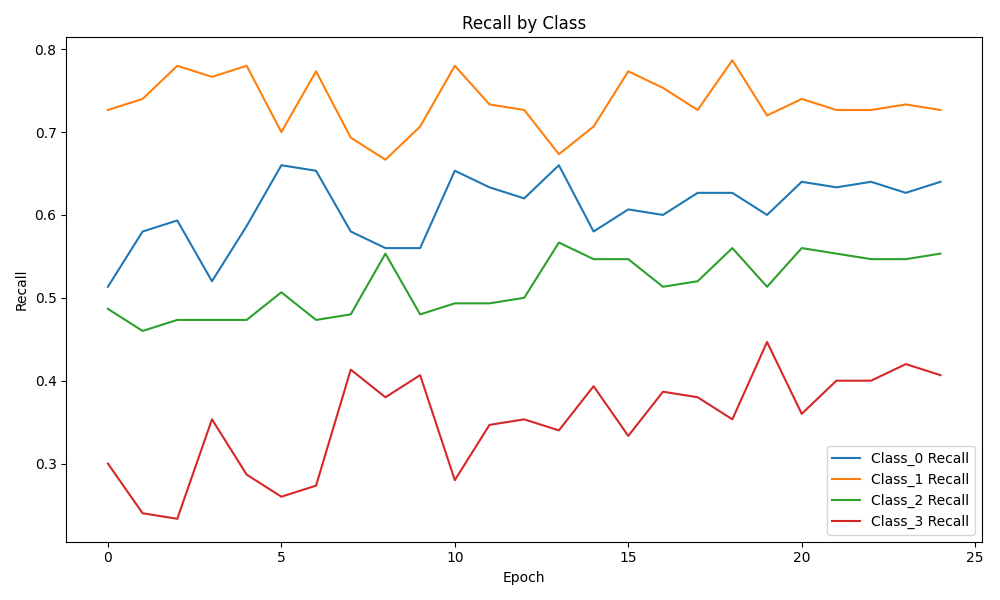 Recall by Class
Recall
0.8
0.7
0.6
0.5
0.4
0.3
0 5 10 15 20 25
Epoch
Class_0 Recall
Class_1 Recall
Class_2 Recall
Class_3 Recall